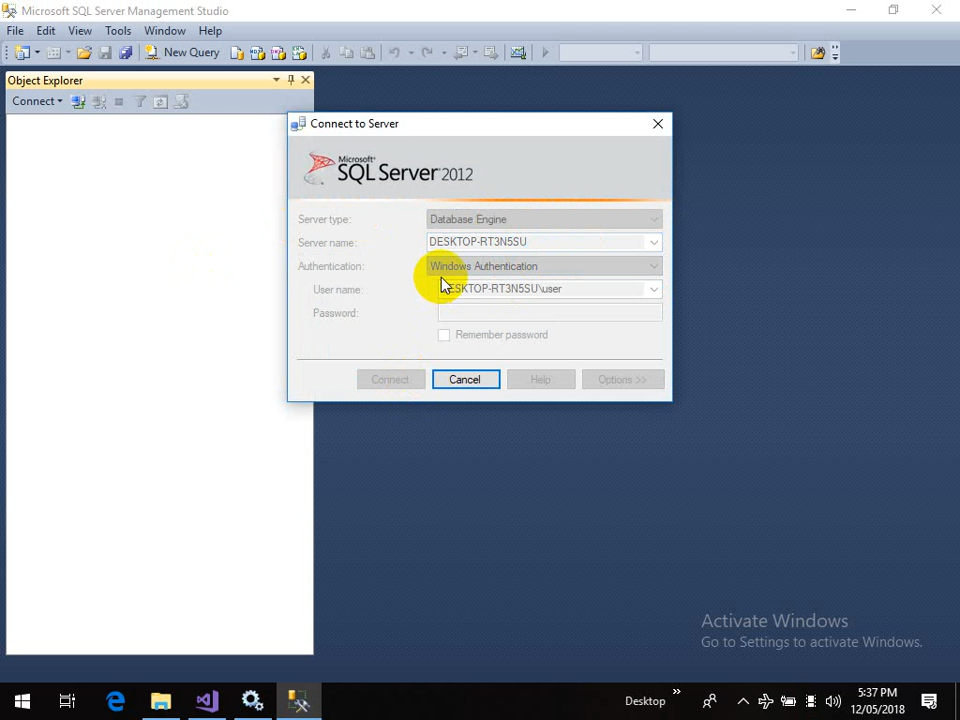 Microsoft SQL Server Management Studio
File Edit View Tools Window Help
New Query
Object Explorer
Connect
Connect to Server
Microsoft®
SQL Server® 2012
Server type: Database Engine
Server name: DESKTOP-RT3N5SU
Authentication: Windows Authentication
User name: DESKTOP-RT3N5SU\user
Password:
Remember password
Connect Cancel Help Options >>
Activate Windows
Go to Settings to activate Windows.
Desktop
5:37 PM
12/05/2018